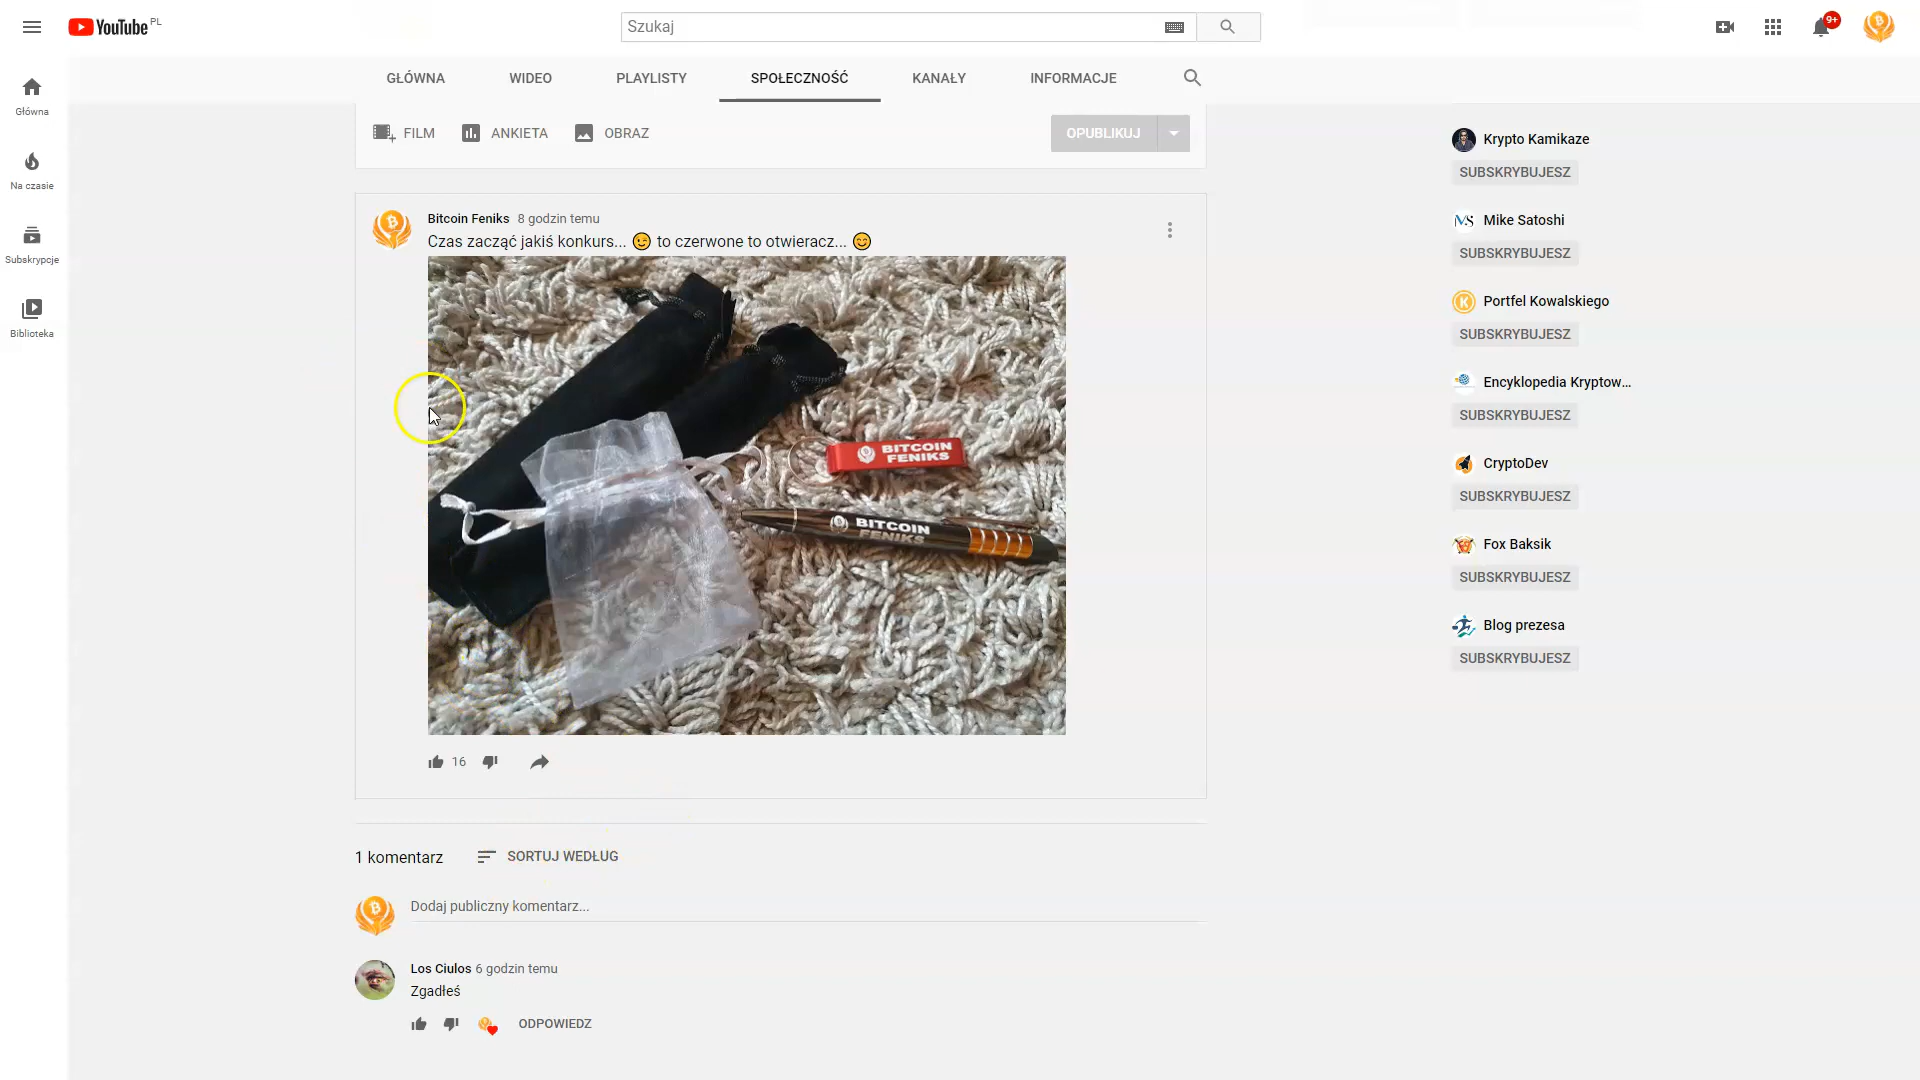 YouTube PL
Szukaj
9+
GŁÓWNA
WIDEO
PLAYLISTY
SPOŁECZNOŚĆ
KANAŁY
INFORMACJE
Główna
Na czasie
Subskrypcje
Biblioteka
FILM
ANKIETA
OBRAZ
OPUBLIKUJ
Bitcoin Feniks 8 godzin temu
Czas zacząć jakiś konkurs... 😉 to czerwone to otwieracz... 😊
BITCOIN
FENIKS
BITCOIN
FENIKS
16
1 komentarz
SORTUJ WEDŁUG
Dodaj publiczny komentarz...
Los Ciulos 6 godzin temu
Zgadłeś
ODPOWIEDZ
Krypto Kamikaze
SUBSKRYBUJESZ
Mike Satoshi
SUBSKRYBUJESZ
Portfel Kowalskiego
SUBSKRYBUJESZ
Encyklopedia Kryptow...
SUBSKRYBUJESZ
CryptoDev
SUBSKRYBUJESZ
Fox Baksik
SUBSKRYBUJESZ
Blog prezesa
SUBSKRYBUJESZ